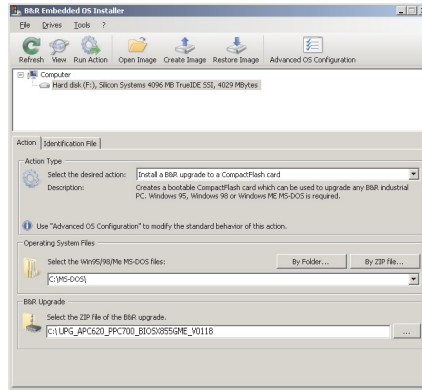 B&R Embedded OS Installer
File Drives Tools ?
Refresh View Run Action Open Image Create Image Restore Image Advanced OS Configuration
Computer
Hard disk (F:), Silicon Systems 4096 MB TrueIDE SSI, 4029 MBytes
Action Identification File
Action Type
Select the desired action: Install a B&R upgrade to a CompactFlash card
Description: Creates a bootable CompactFlash card which can be used to upgrade any B&R industrial
PC. Windows 95, Windows 98 or Windows ME MS-DOS is required.
Use "Advanced OS Configuration" to modify the standard behavior of this action.
Operating System Files
Select the Win95/98/Me MS-DOS files: By Folder... By ZIP file...
C:\MS-DOS\
B&R Upgrade
Select the ZIP file of the B&R upgrade.
c:\UPG_APC620_PPC700_BIOSX855GME_V0118 ...